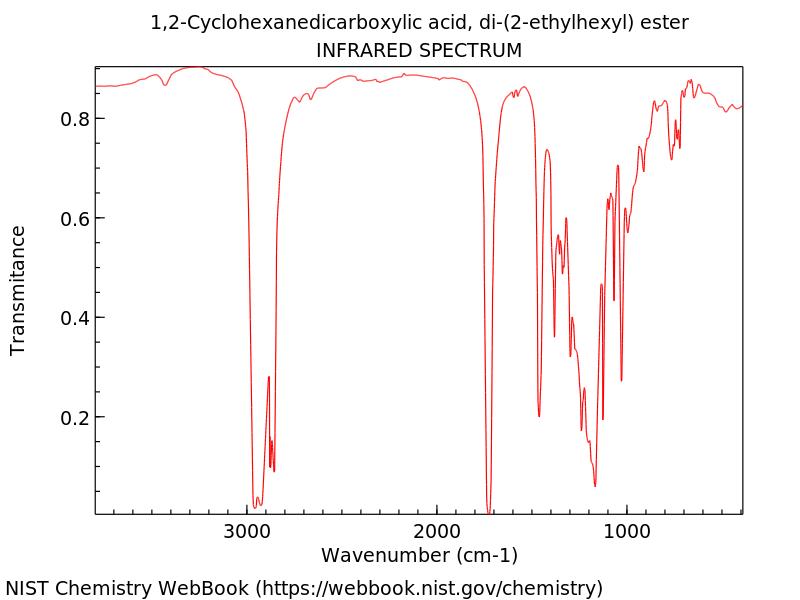 1,2-Cyclohexanedicarboxylic acid, di-(2-ethylhexyl) ester
INFRARED SPECTRUM
0.8
0.6
0.4
0.2
Transmitance
3000 2000 1000
Wavenumber (cm-1)
NIST Chemistry WebBook (https://webbook.nist.gov/chemistry)